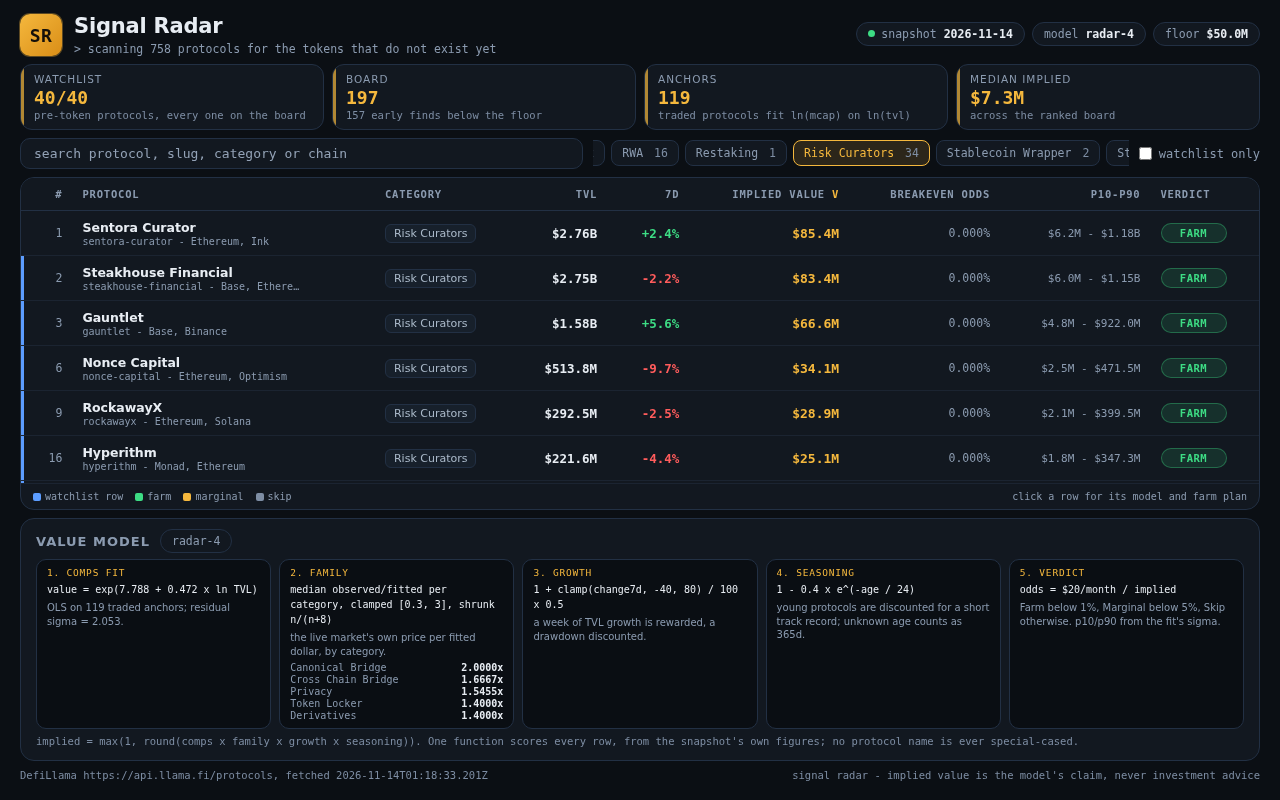 SR
Signal Radar
> scanning 758 protocols for the tokens that do not exist yet
snapshot 2026-11-14
model radar-4
floor $50.0M
WATCHLIST
40/40
pre-token protocols, every one on the board
BOARD
197
157 early finds below the floor
ANCHORS
119
traded protocols fit ln(mcap) on ln(tvl)
MEDIAN IMPLIED
$7.3M
across the ranked board
search protocol, slug, category or chain
RWA 16
Restaking 1
Risk Curators 34
Stablecoin Wrapper 2
St
watchlist only
# PROTOCOL CATEGORY TVL 7D IMPLIED VALUE V BREAKEVEN ODDS P10-P90 VERDICT
1 Sentora Curator Risk Curators $2.76B +2.4% $85.4M 0.000% $6.2M - $1.18B FARM
sentora-curator - Ethereum, Ink
2 Steakhouse Financial Risk Curators $2.75B -2.2% $83.4M 0.000% $6.0M - $1.15B FARM
steakhouse-financial - Base, Ethere…
3 Gauntlet Risk Curators $1.58B +5.6% $66.6M 0.000% $4.8M - $922.0M FARM
gauntlet - Base, Binance
6 Nonce Capital Risk Curators $513.8M -9.7% $34.1M 0.000% $2.5M - $471.5M FARM
nonce-capital - Ethereum, Optimism
9 RockawayX Risk Curators $292.5M -2.5% $28.9M 0.000% $2.1M - $399.5M FARM
rockawayx - Ethereum, Solana
16 Hyperithm Risk Curators $221.6M -4.4% $25.1M 0.000% $1.8M - $347.3M FARM
hyperithm - Monad, Ethereum
watchlist row farm marginal skip
click a row for its model and farm plan
VALUE MODEL radar-4
1. COMPS FIT
value = exp(7.788 + 0.472 x ln TVL)
OLS on 119 traded anchors; residual
sigma = 2.053.
2. FAMILY
median observed/fitted per
category, clamped [0.3, 3], shrunk
n/(n+8)
the live market's own price per fitted
dollar, by category.
Canonical Bridge 2.0000x
Cross Chain Bridge 1.6667x
Privacy 1.5455x
Token Locker 1.4000x
Derivatives 1.4000x
3. GROWTH
1 + clamp(change7d, -40, 80) / 100
x 0.5
a week of TVL growth is rewarded, a
drawdown discounted.
4. SEASONING
1 - 0.4 x e^(-age / 24)
young protocols are discounted for a short
track record; unknown age counts as
365d.
5. VERDICT
odds = $20/month / implied
Farm below 1%, Marginal below 5%, Skip
otherwise. p10/p90 from the fit's sigma.
implied = max(1, round(comps x family x growth x seasoning)). One function scores every row, from the snapshot's own figures; no protocol name is ever special-cased.
DefiLlama https://api.llama.fi/protocols, fetched 2026-11-14T01:18:33.201Z
signal radar - implied value is the model's claim, never investment advice